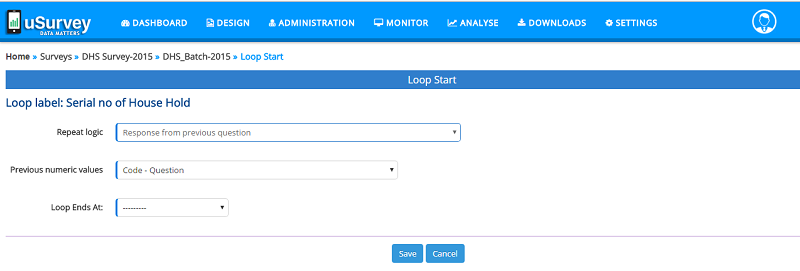 uSurvey
DATA MATTERS
DASHBOARD DESIGN ADMINISTRATION MONITOR ANALYSE DOWNLOADS SETTINGS
Home » Surveys » DHS Survey-2015 » DHS_Batch-2015 » Loop Start
Loop Start
Loop label: Serial no of House Hold
Repeat logic Response from previous question
Previous numeric values Code - Question
Loop Ends At: ---------
Save Cancel